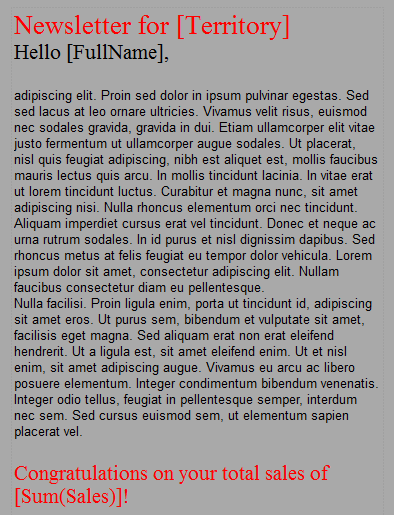 Newsletter for [Territory]
Hello [FullName],
adipiscing elit. Proin sed dolor in ipsum pulvinar egestas. Sed
sed lacus at leo ornare ultricies. Vivamus velit risus, euismod
nec sodales gravida, gravida in dui. Etiam ullamcorper elit vitae
justo fermentum ut ullamcorper augue sodales. Ut placerat,
nisl quis feugiat adipiscing, nibh est aliquet est, mollis faucibus
mauris lectus quis arcu. In mollis tincidunt lacinia. In vitae erat
ut lorem tincidunt luctus. Curabitur et magna nunc, sit amet
adipiscing nisi. Nulla rhoncus elementum orci nec tincidunt.
Aliquam imperdiet cursus erat vel tincidunt. Donec et neque ac
urna rutrum sodales. In id purus et nisl dignissim dapibus. Sed
rhoncus metus at felis feugiat eu tempor dolor vehicula. Lorem
ipsum dolor sit amet, consectetur adipiscing elit. Nullam
faucibus consectetur diam eu pellentesque.
Nulla facilisi. Proin ligula enim, porta ut tincidunt id, adipiscing
sit amet eros. Ut purus sem, bibendum et vulputate sit amet,
facilisis eget magna. Sed aliquam erat non erat eleifend
hendrerit. Ut a ligula est, sit amet eleifend enim. Ut et nisl
enim, sit amet adipiscing augue. Vivamus eu arcu ac libero
posuere elementum. Integer condimentum bibendum venenatis.
Integer odio tellus, feugiat in pellentesque semper, interdum
nec sem. Sed cursus euismod sem, ut elementum sapien
placerat vel.
Congratulations on your total sales of
[Sum(Sales)]!